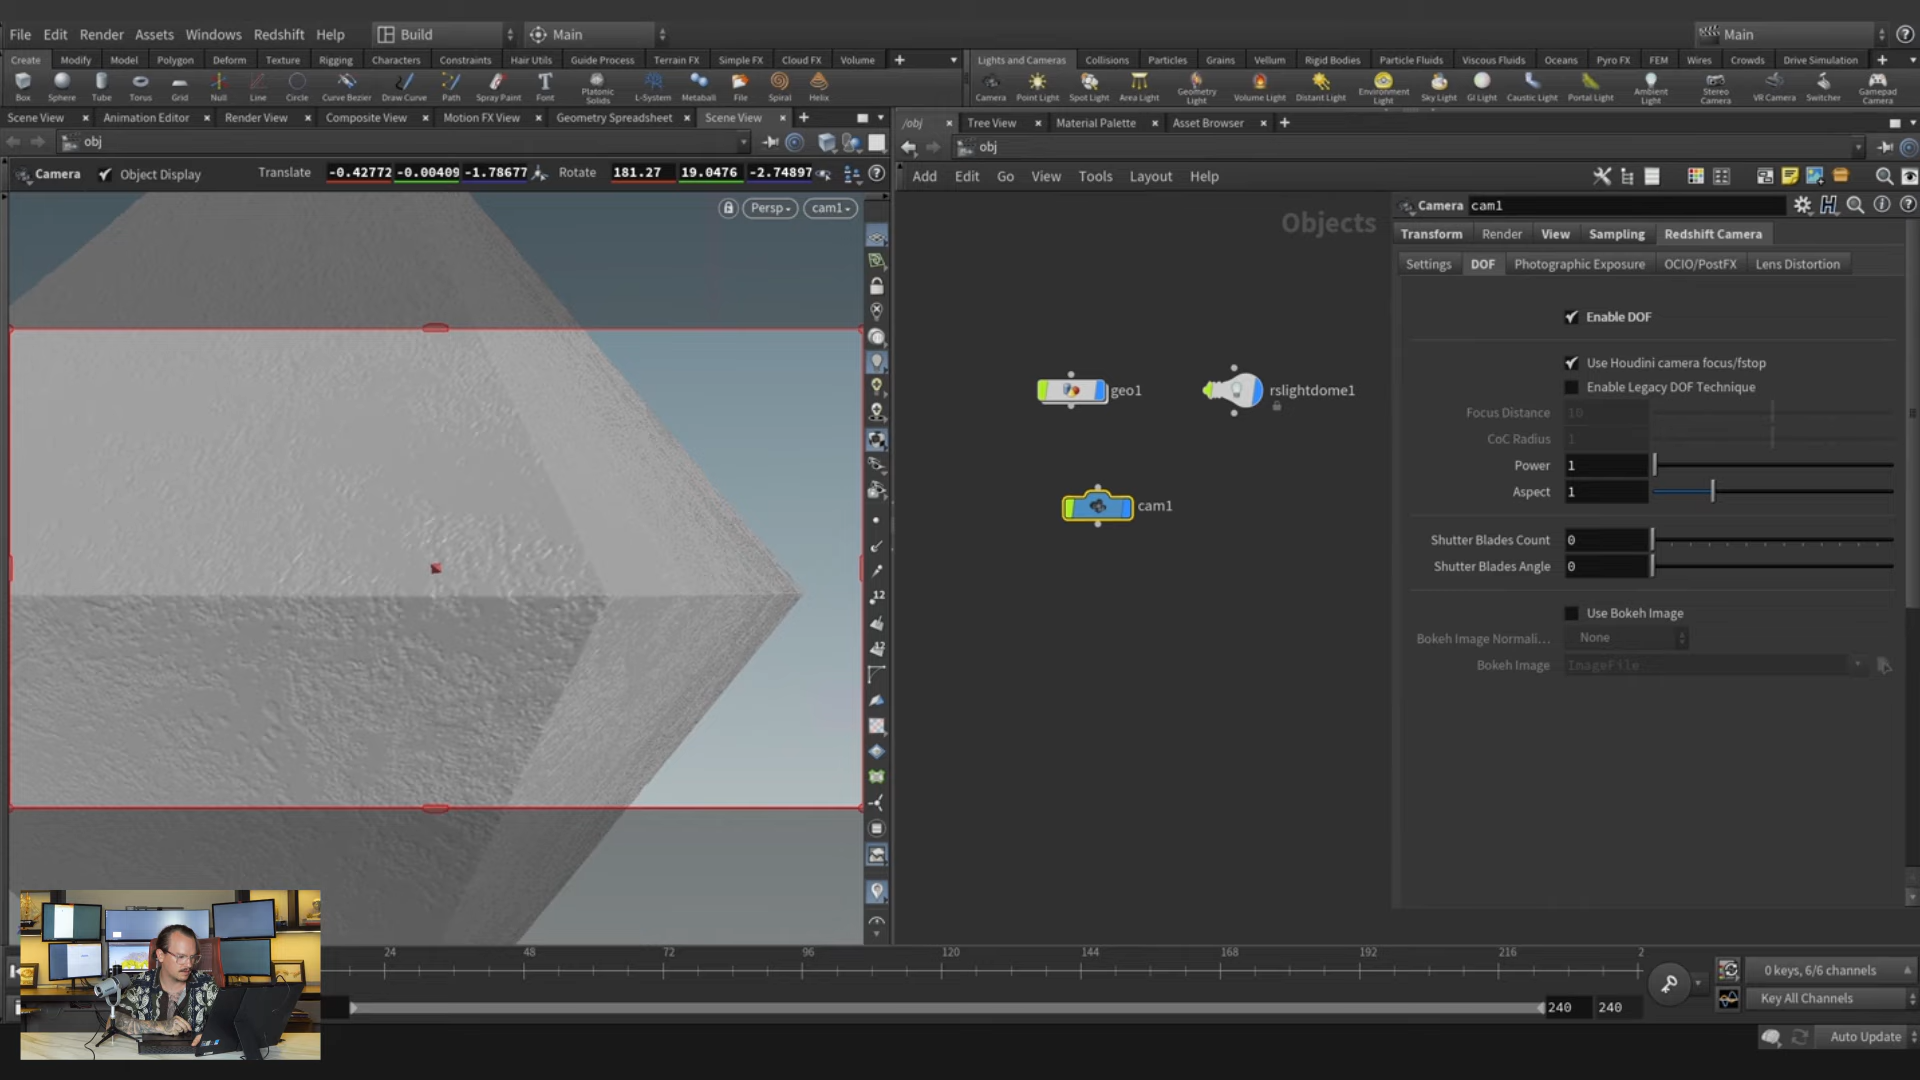 File Edit Render Assets Windows Redshift Help Build Main Main
Create Modify Model Polygon Deform Texture Rigging Characters Constraints Hair Utils Guide Process Terrain FX Simple FX Cloud FX Volume
Lights and Cameras Collisions Particles Grains Vellum Rigid Bodies Particle Fluids Viscous Fluids Oceans Pyro FX FEM Wires Crowds Drive Simulation
Box Sphere Tube Torus Grid Null Line Circle Curve Bezier Draw Curve Path Spray Paint Font Platonic Solids L-System Metaball File Spiral Helix
Camera Point Light Spot Light Area Light Geometry Light Volume Light Distant Light Environment Light Sky Light GI Light Caustic Light Portal Light Ambient Light Stereo Camera VR Camera Switcher Gamepad Camera
Scene View Animation Editor Render View Composite View Motion FX View Geometry Spreadsheet Scene View
/obj Tree View Material Palette Asset Browser
obj
obj
Camera Object Display Translate -0.42772 -0.00409 -1.78677 Rotate 181.27 19.0476 -2.74897
Add Edit Go View Tools Layout Help
Persp cam1
Objects
Camera cam1
Transform Render View Sampling Redshift Camera
Settings DOF Photographic Exposure OCIO/PostFX Lens Distortion
Enable DOF
Use Houdini camera focus/fstop
Enable Legacy DOF Technique
Focus Distance 10
CoC Radius 1
Power 1
Aspect 1
Shutter Blades Count 0
Shutter Blades Angle 0
Use Bokeh Image
Bokeh Image Normali... None
Bokeh Image ImageFile
geo1
rslightdome1
cam1
12
12
24 48 72 96 120 144 168 192 216 2
0 keys, 6/6 channels
Key All Channels
240 240
Auto Update